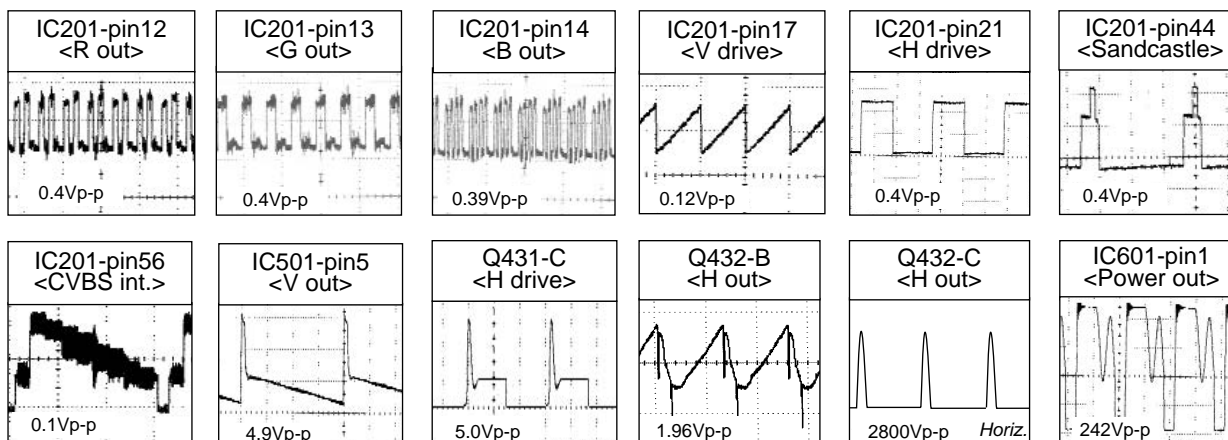 IC201-pin12
<R out>
0.4Vp-p
IC201-pin13
<G out>
0.4Vp-p
IC201-pin14
<B out>
0.39Vp-p
IC201-pin17
<V drive>
0.12Vp-p
IC201-pin21
<H drive>
0.4Vp-p
IC201-pin44
<Sandcastle>
0.4Vp-p
IC201-pin56
<CVBS int.>
0.1Vp-p
IC501-pin5
<V out>
4.9Vp-p
Q431-C
<H drive>
5.0Vp-p
Q432-B
<H out>
1.96Vp-p
Q432-C
<H out>
2800Vp-p Horiz.
IC601-pin1
<Power out>
242Vp-p